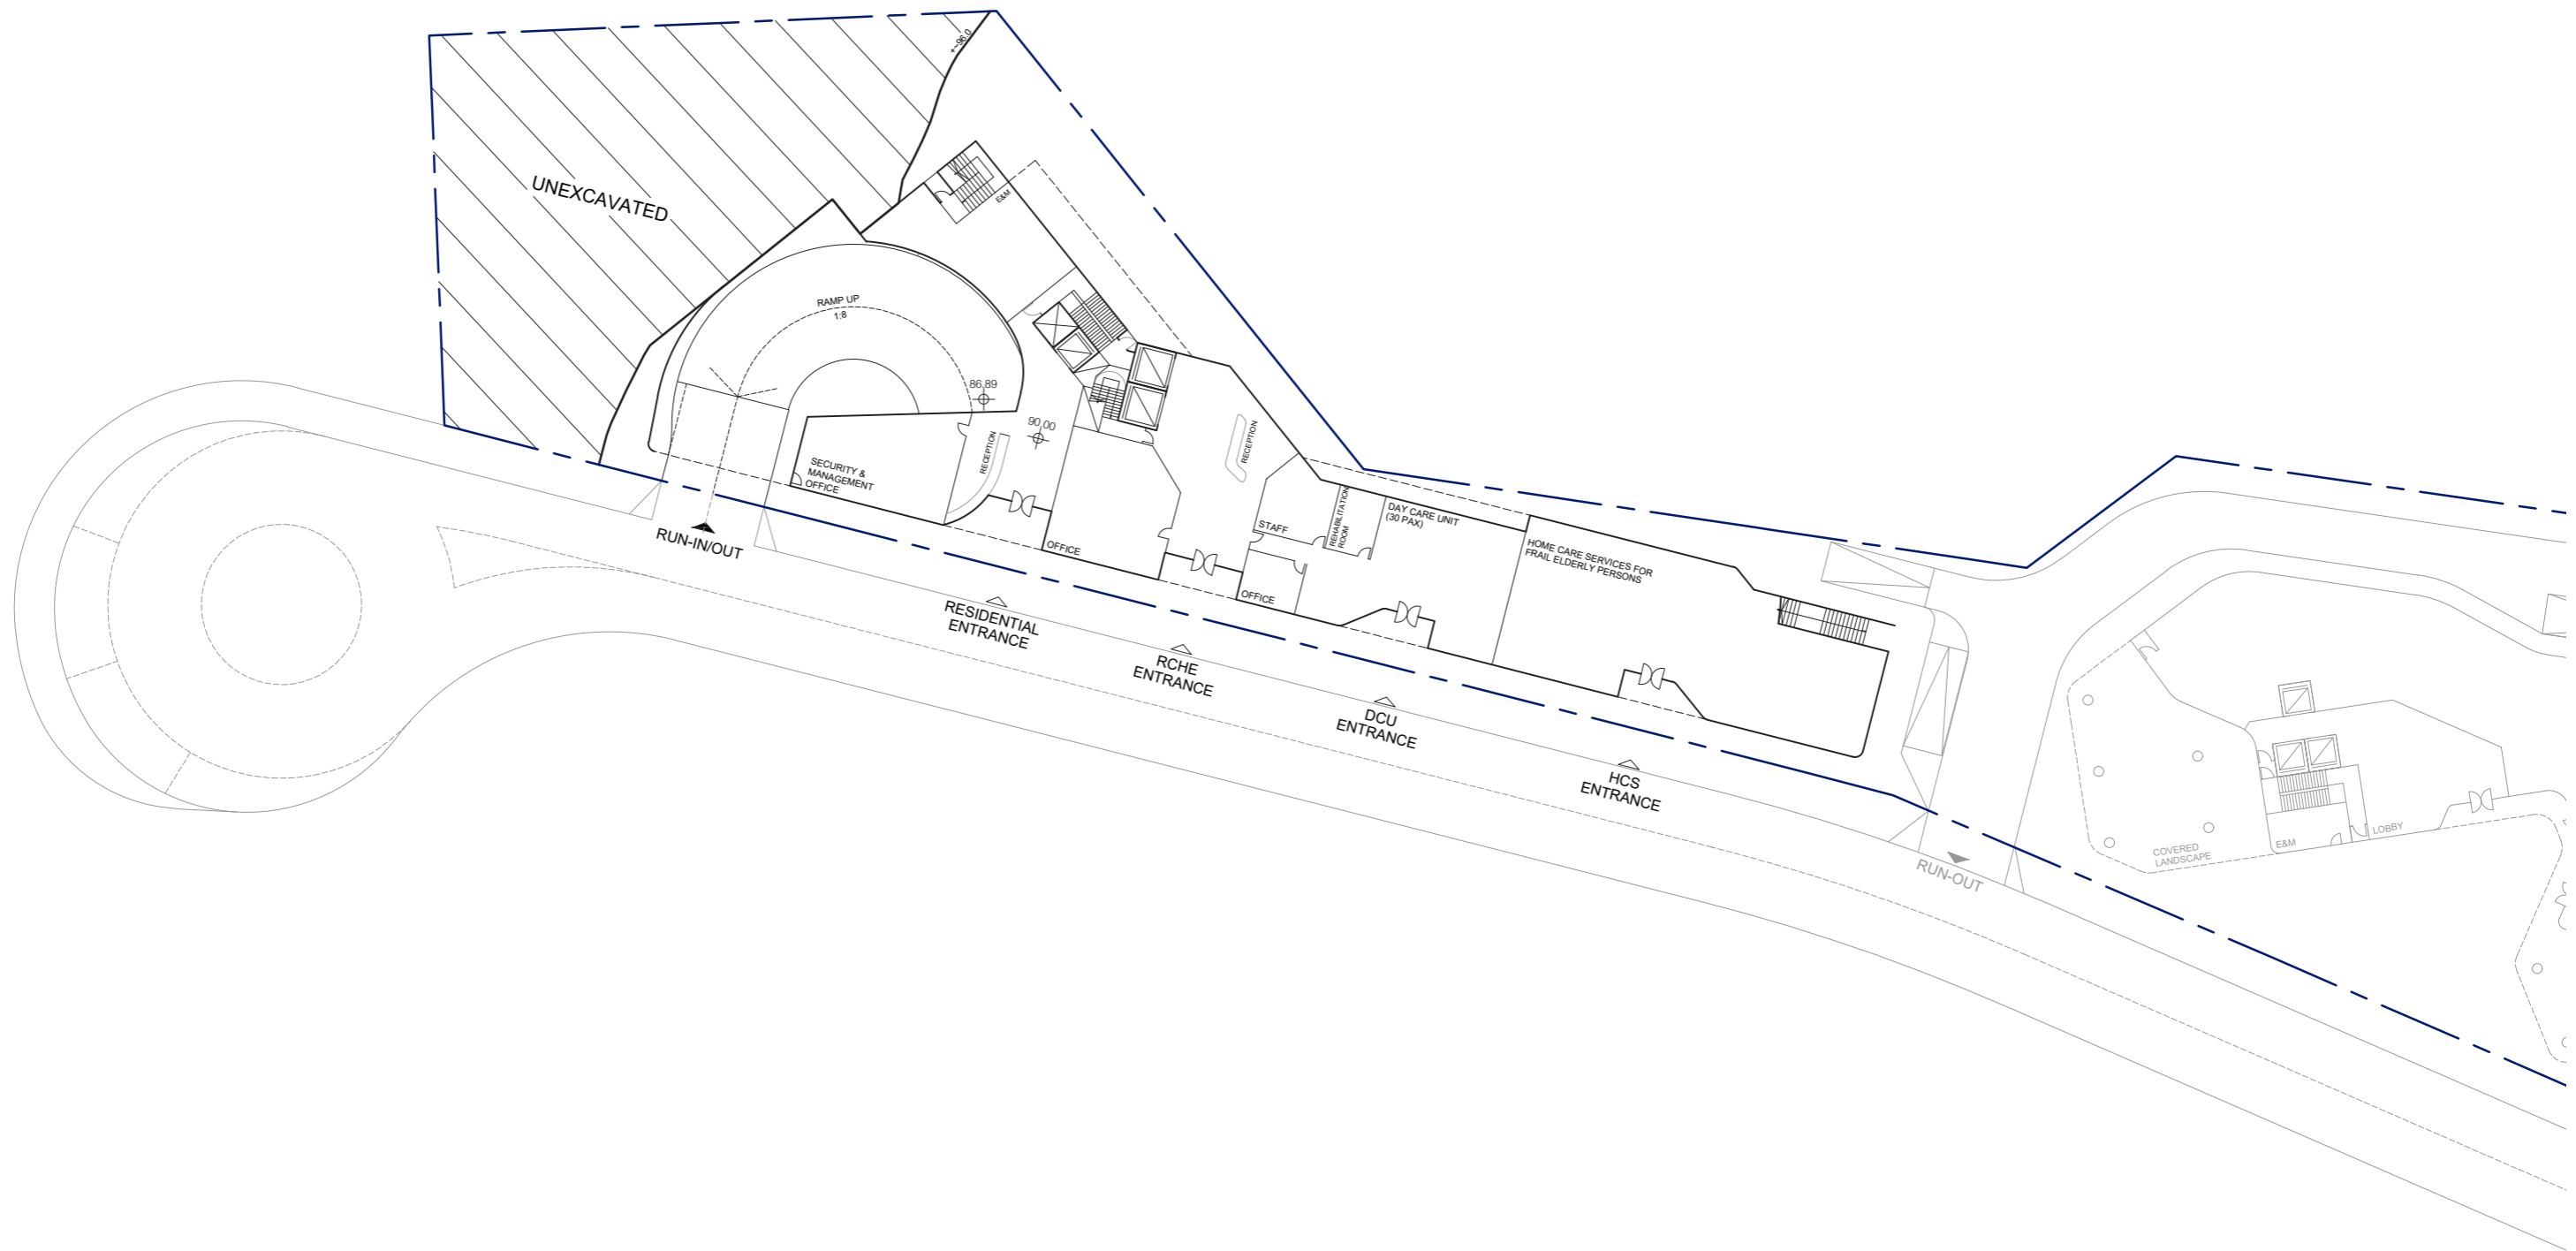 +~96.0
UNEXCAVATED
E&M
RAMP UP
1:8
86.89
90.00
RECEPTION
RECEPTION
SECURITY &
MANAGEMENT
OFFICE
RUN-IN/OUT
OFFICE
STAFF
REHABILITATION
ROOM
DAY CARE UNIT
(30 PAX)
HOME CARE SERVICES FOR
FRAIL ELDERLY PERSONS
OFFICE
RESIDENTIAL
ENTRANCE
RCHE
ENTRANCE
DCU
ENTRANCE
HCS
ENTRANCE
RUN-OUT
COVERED
LANDSCAPE
E&M
LOBBY